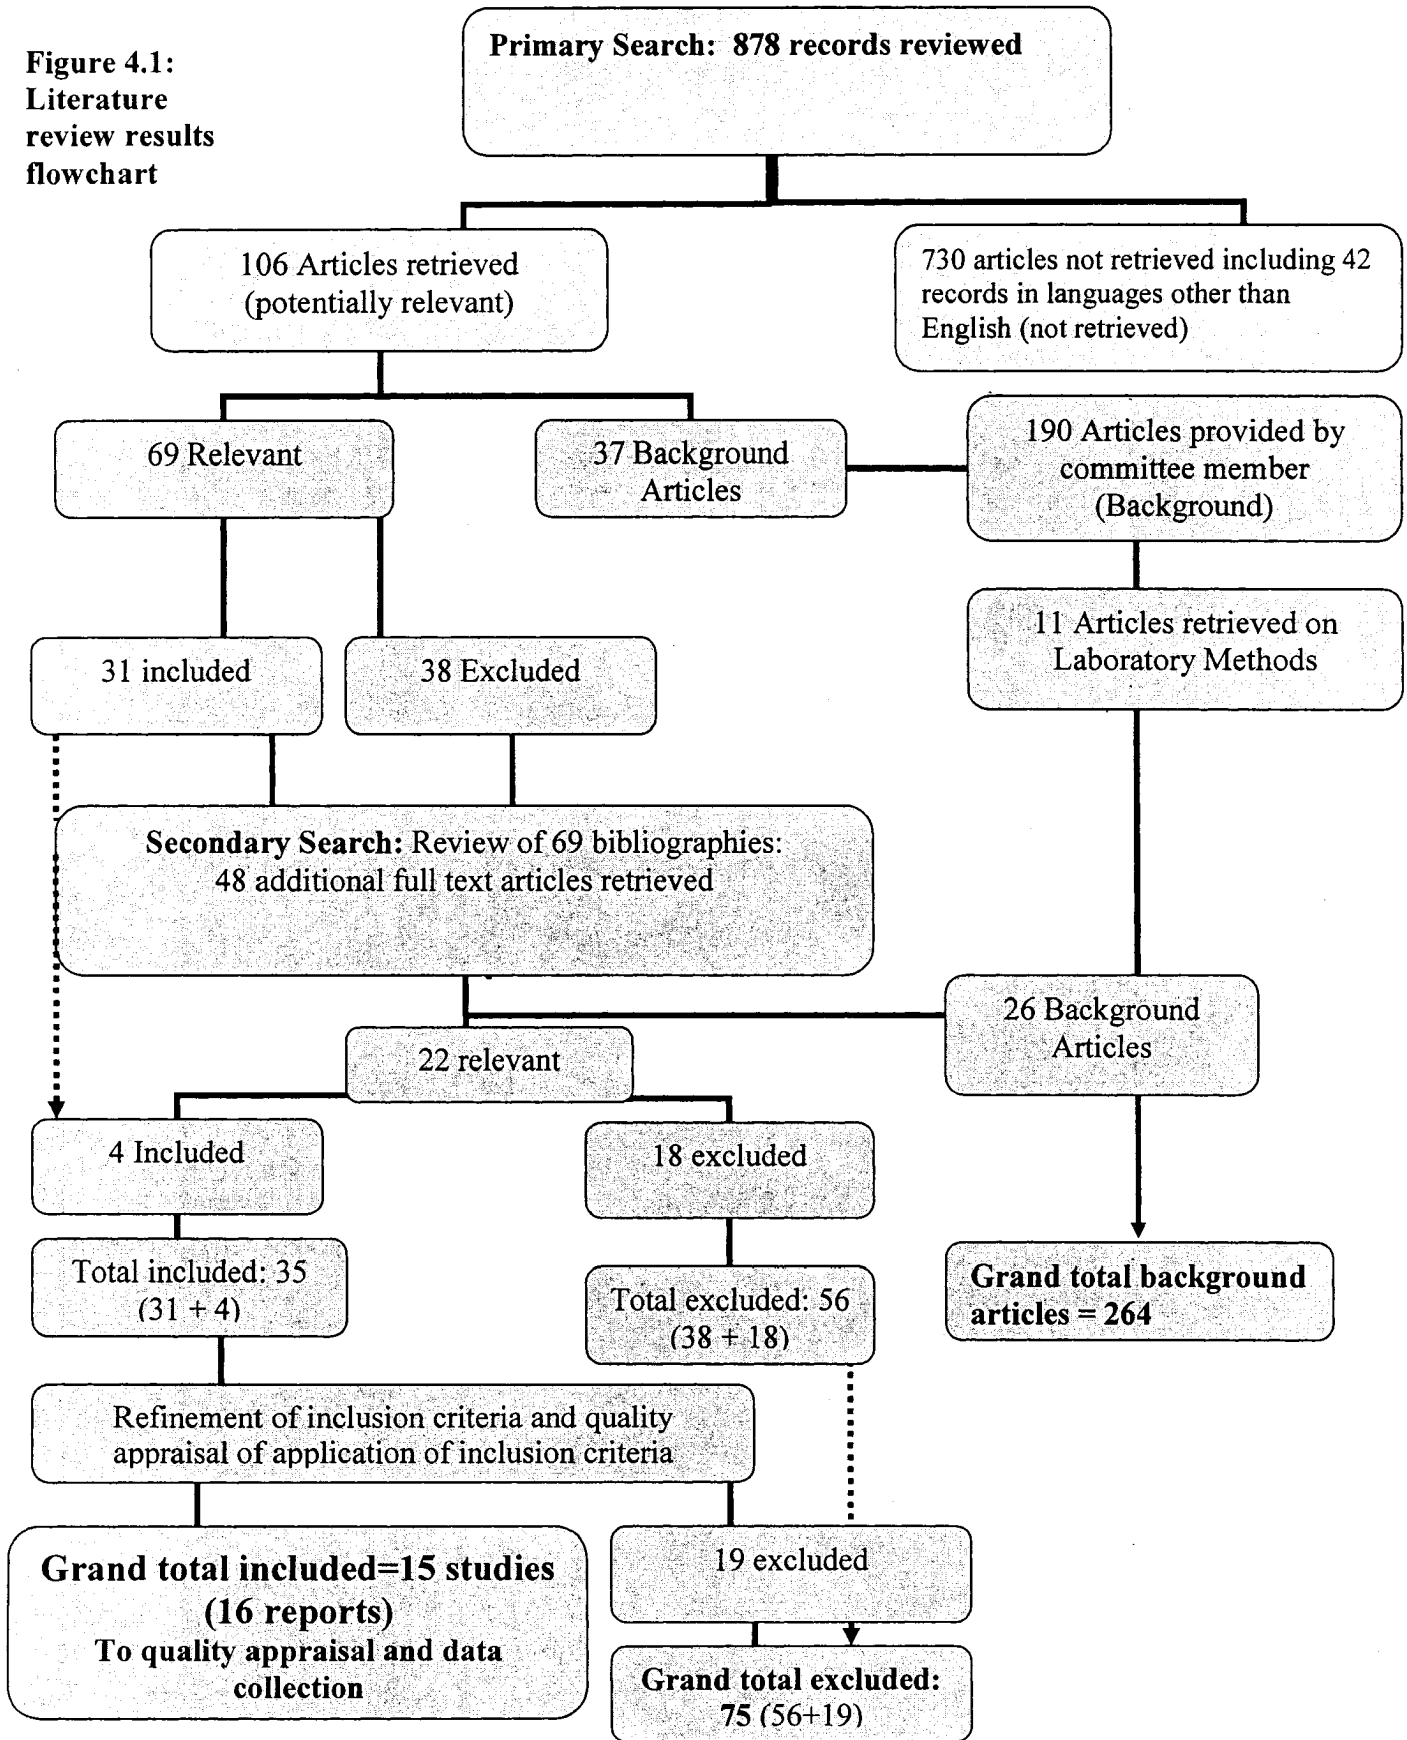 Figure 4.1:
Literature
review results
flowchart
Primary Search: 878 records reviewed
106 Articles retrieved
(potentially relevant)
730 articles not retrieved including 42
records in languages other than
English (not retrieved)
69 Relevant
37 Background
Articles
190 Articles provided by
committee member
(Background)
11 Articles retrieved on
Laboratory Methods
31 included
38 Excluded
Secondary Search: Review of 69 bibliographies:
48 additional full text articles retrieved
26 Background
Articles
22 relevant
4 Included
18 excluded
Total included: 35
(31 + 4)
Total excluded: 56
(38 + 18)
Grand total background
articles = 264
Refinement of inclusion criteria and quality
appraisal of application of inclusion criteria
Grand total included=15 studies
(16 reports)
To quality appraisal and data
collection
19 excluded
Grand total excluded:
75 (56+19)